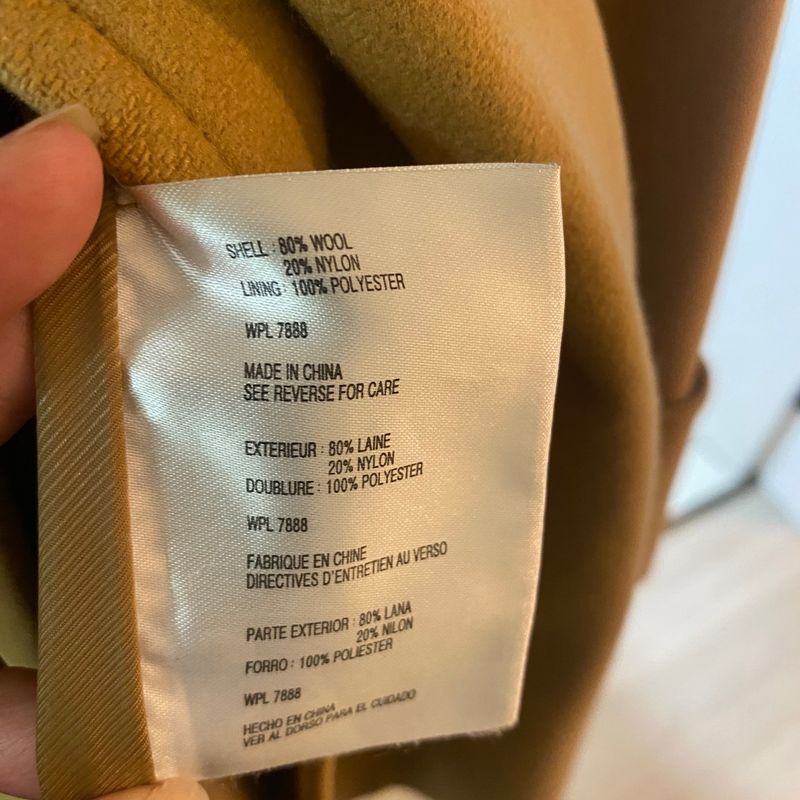 SHELL : 80% WOOL
20% NYLON
LINING : 100% POLYESTER
WPL 7888
MADE IN CHINA
SEE REVERSE FOR CARE
EXTERIEUR : 80% LAINE
20% NYLON
DOUBLURE : 100% POLYESTER
WPL 7888
FABRIQUE EN CHINE
DIRECTIVES D'ENTRETIEN AU VERSO
PARTE EXTERIOR : 80% LANA
20% NILON
FORRO : 100% POLIESTER
WPL 7888
HECHO EN CHINA
VER AL DORSO PARA EL CUIDADO